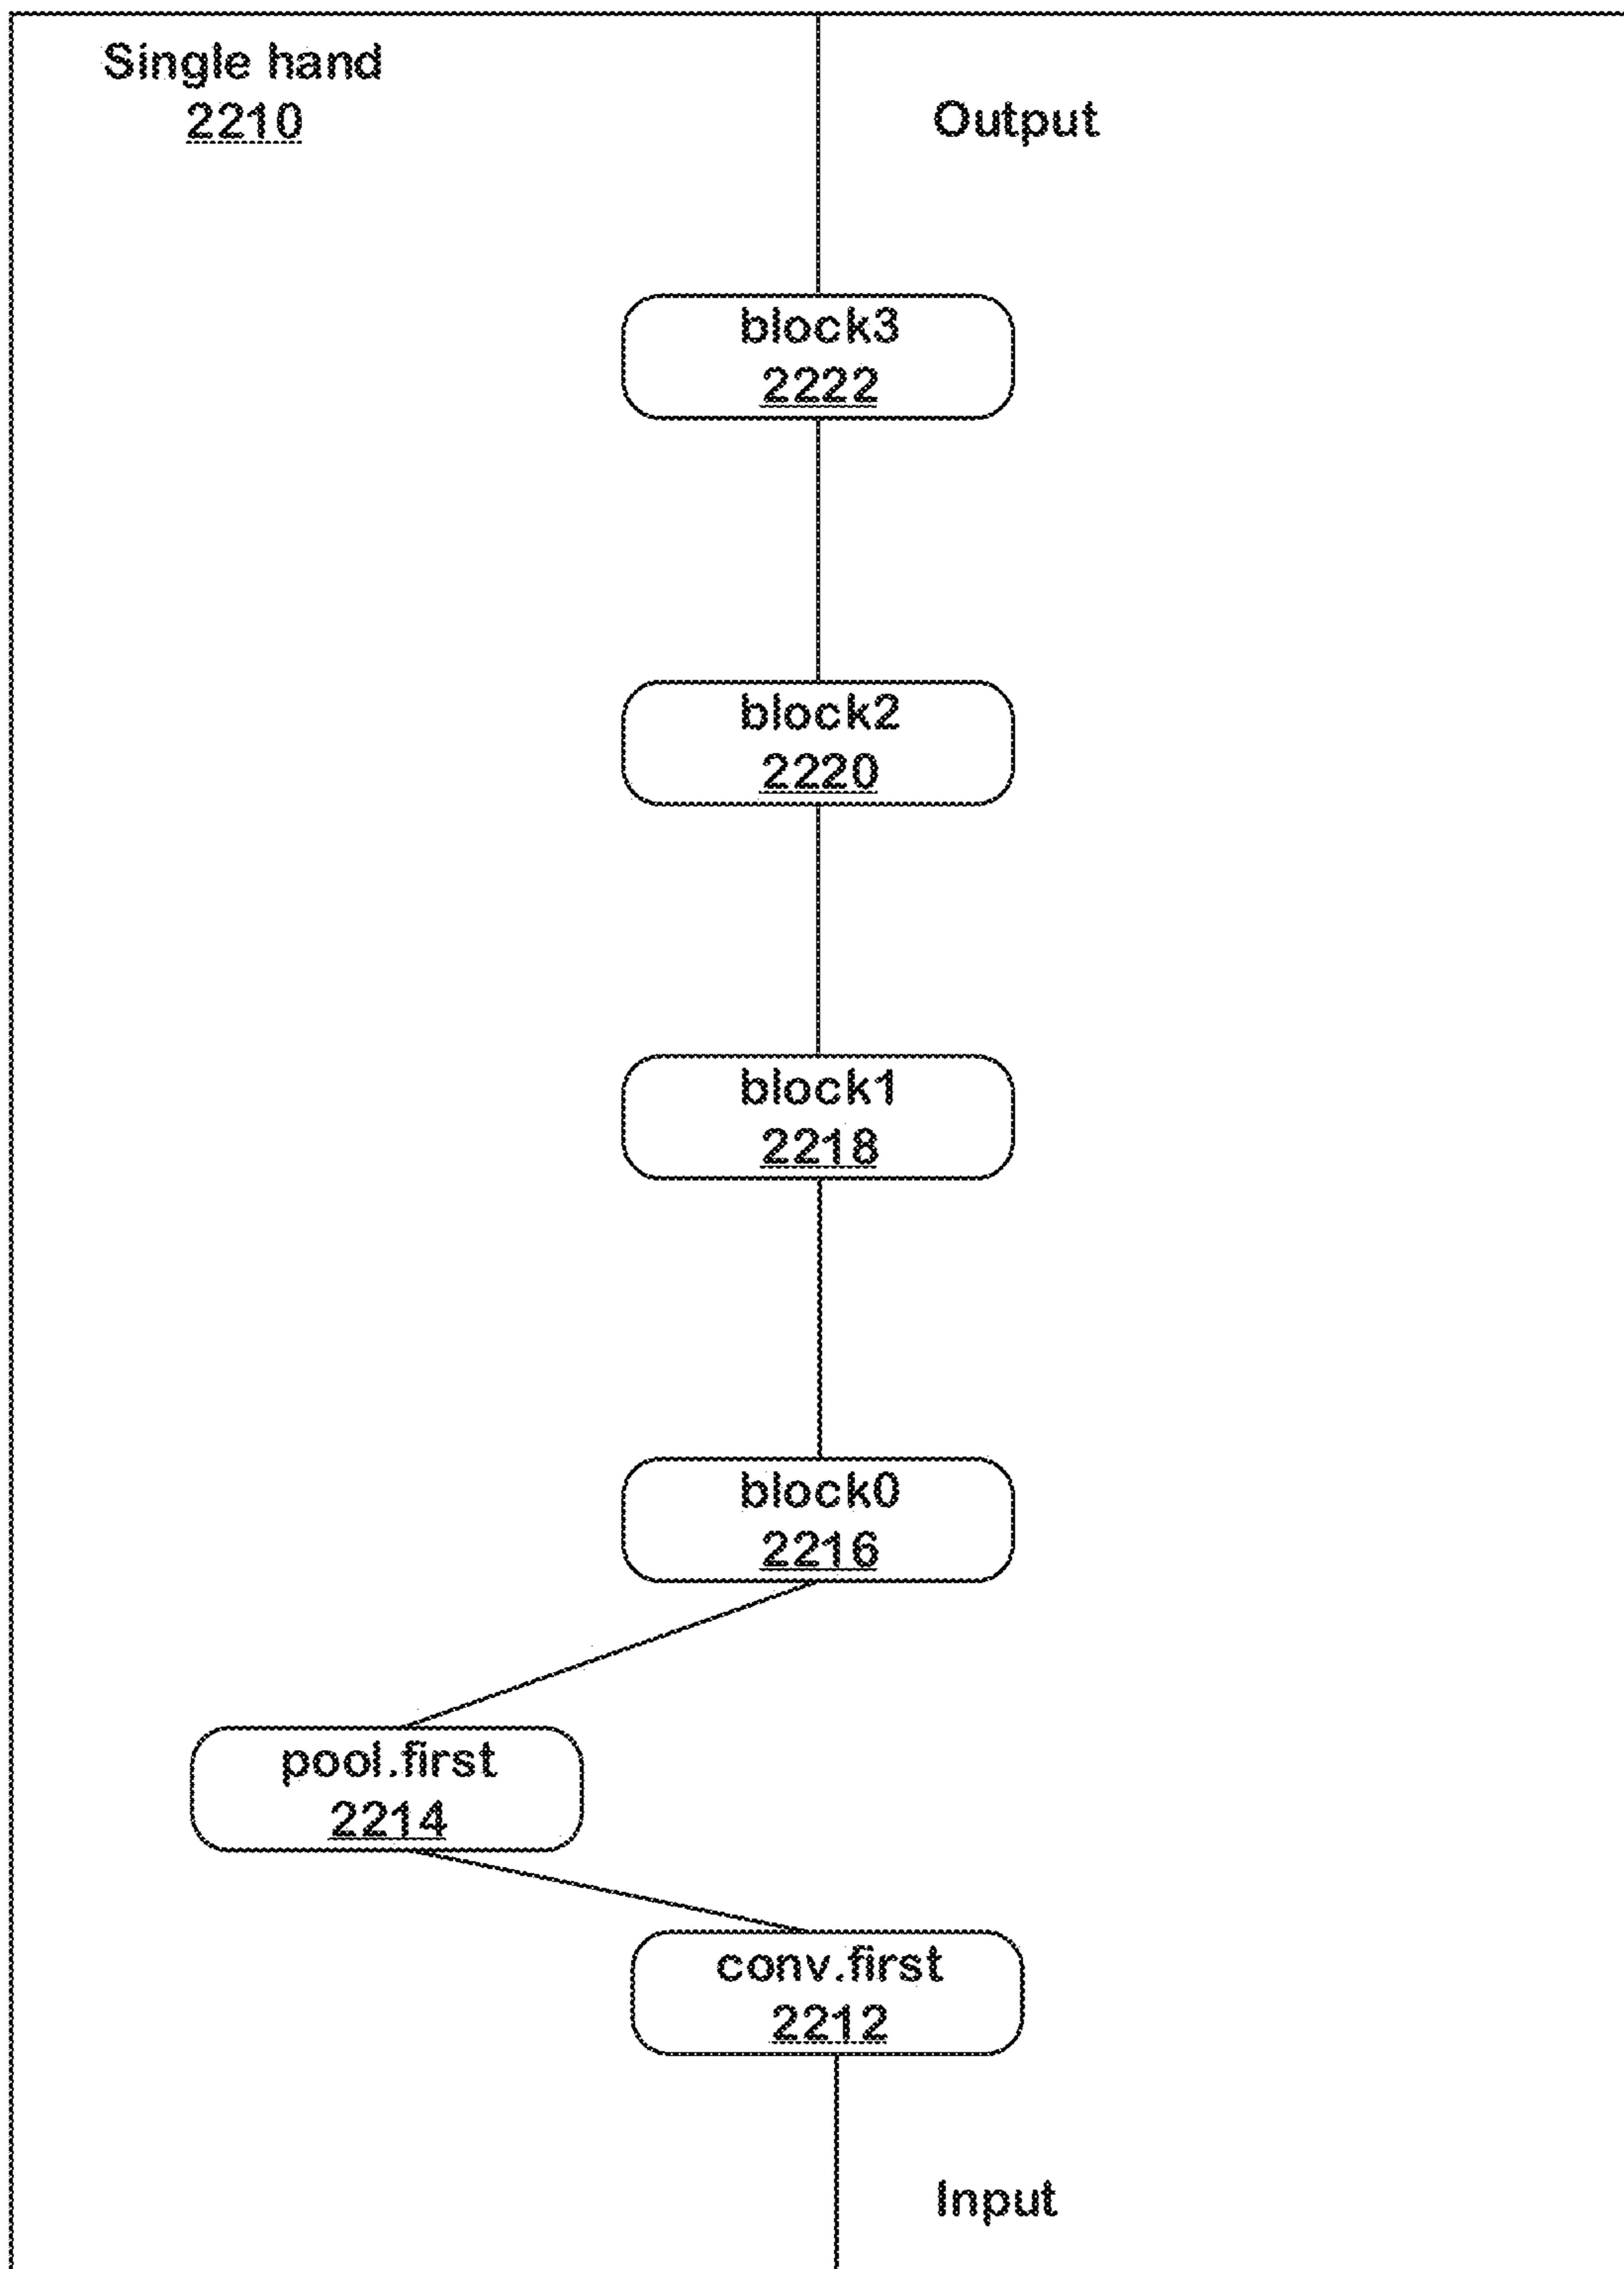 Single hand
2210
Output
block3
2222
block2
2220
block1
2218
block0
2216
pool.first
2214
conv.first
2212
Input